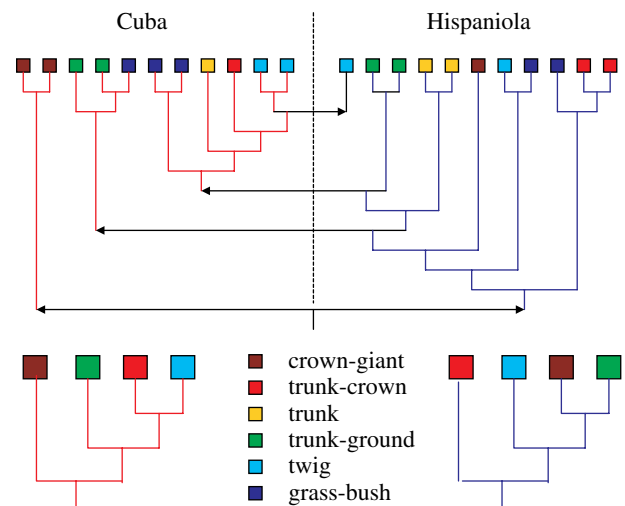 Cuba
Hispaniola
crown-giant
trunk-crown
trunk
trunk-ground
twig
grass-bush